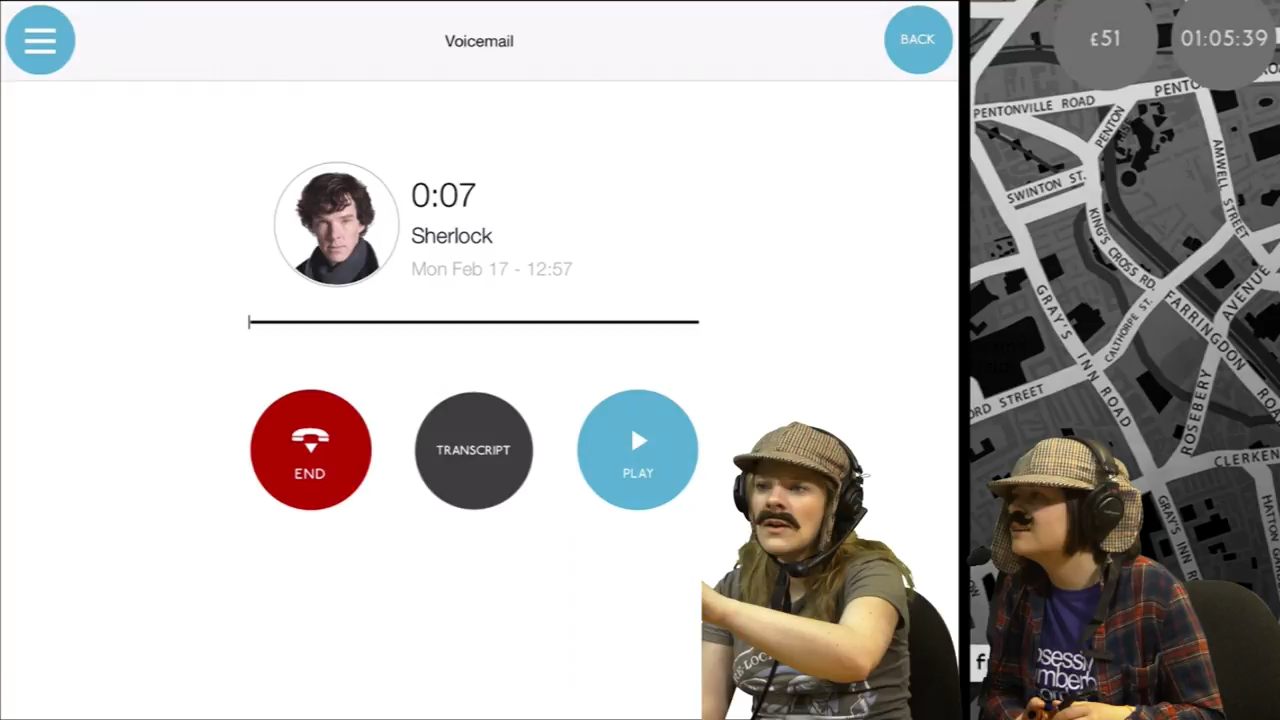 Voicemail
BACK
£51
01:05:39
0:07
Sherlock
Mon Feb 17 - 12:57
END
TRANSCRIPT
PLAY
PENTONVILLE ROAD
PENTON
SWINTON ST.
AMWELL STREET
KING'S CROSS RD.
CALTHORPE ST.
FARRINGDON
AVENUE
GRAY'S INN ROAD
ROSEBERY
CLERKEN
GRAY'S INN
HATTON